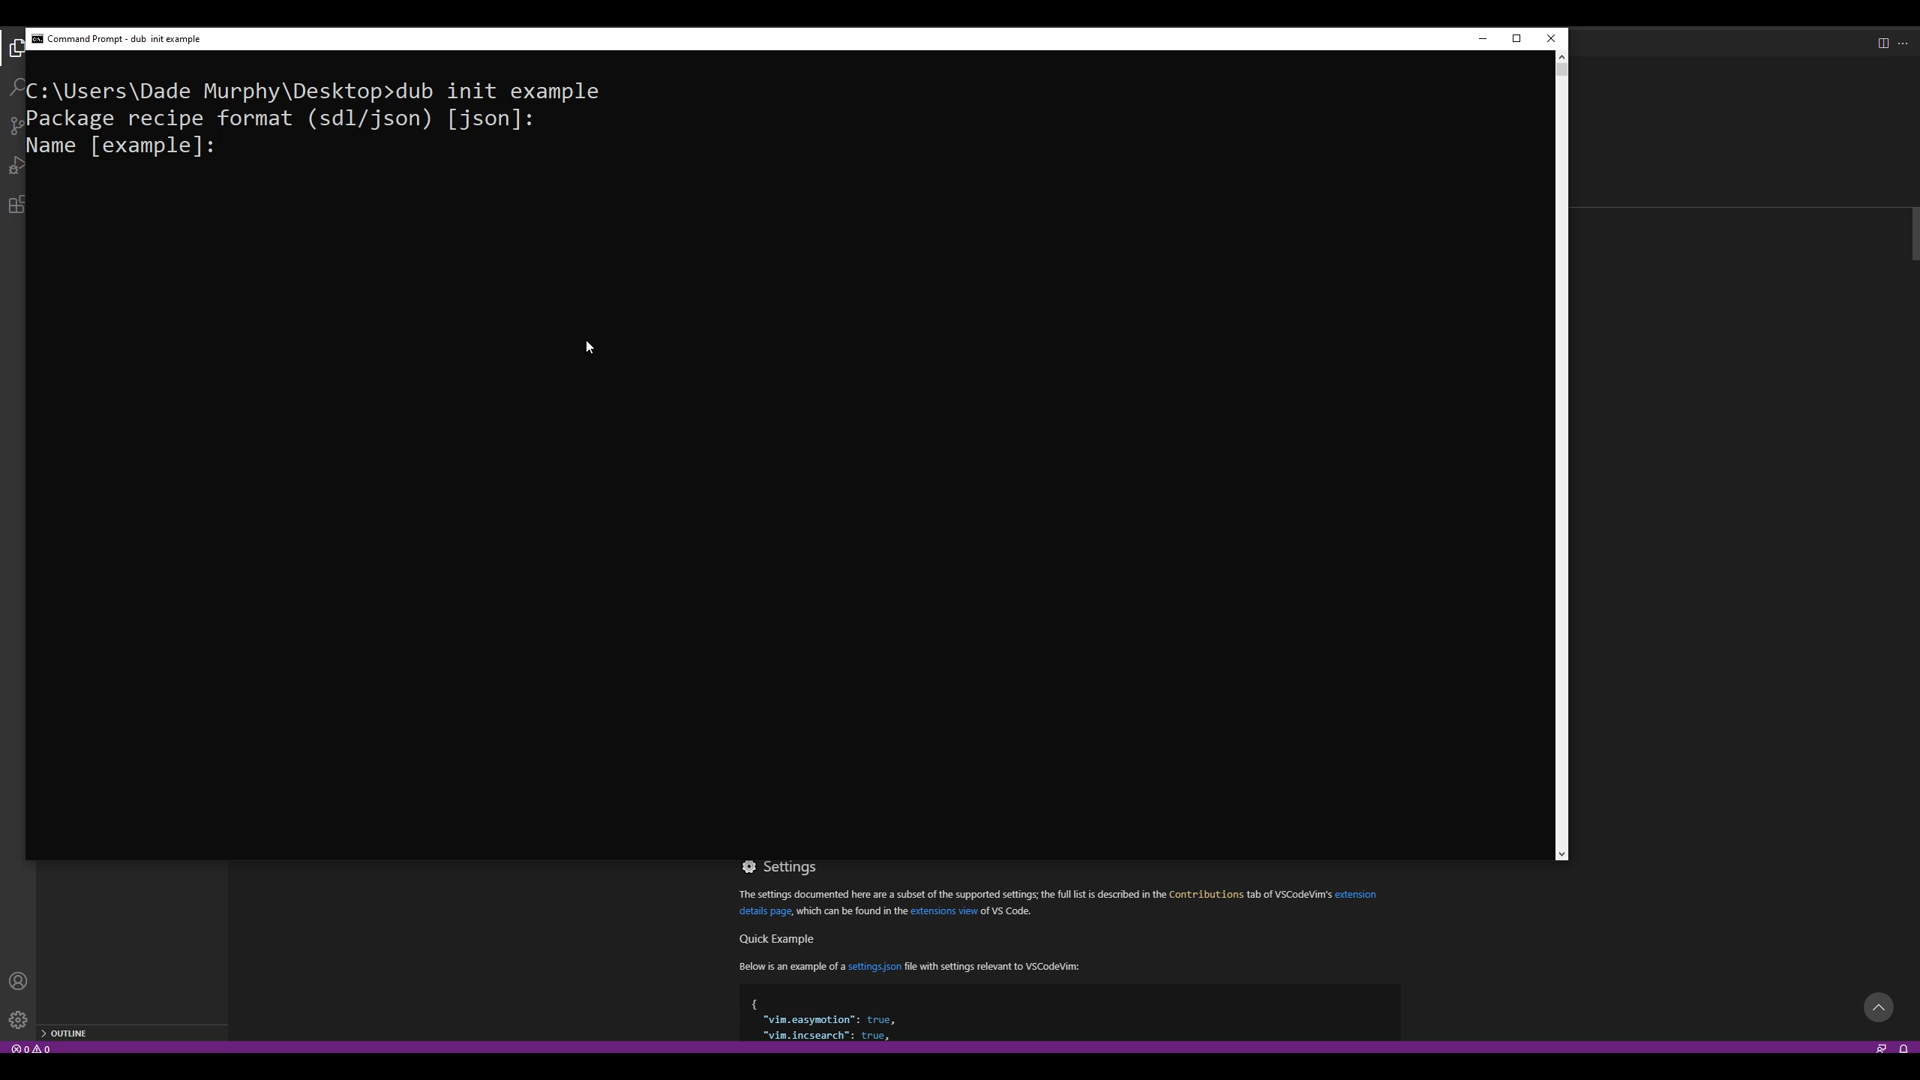 Command Prompt - dub  init example
C:\Users\Dade Murphy\Desktop>dub init example
Package recipe format (sdl/json) [json]:
Name [example]:
Settings
The settings documented here are a subset of the supported settings; the full list is described in the Contributions tab of VSCodeVim's extension
details page, which can be found in the extensions view of VS Code.
Quick Example
Below is an example of a settings.json file with settings relevant to VSCodeVim:
{
"vim.easymotion": true,
"vim.incsearch": true,
OUTLINE
0 0